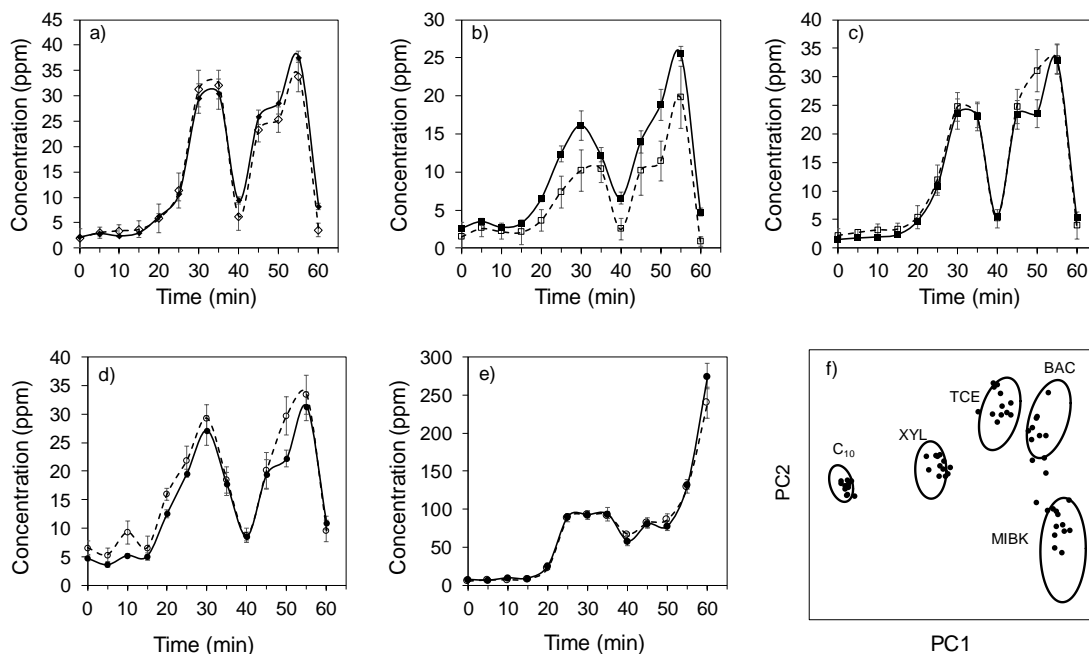 a)
Concentration (ppm)
45
40
35
30
25
20
15
10
5
0
0 10 20 30 40 50 60
Time (min)
b)
Concentration (ppm)
30
25
20
15
10
5
0
0 10 20 30 40 50 60
Time (min)
c)
Concentration (ppm)
40
35
30
25
20
15
10
5
0
0 10 20 30 40 50 60
Time (min)
d)
Concentration (ppm)
40
35
30
25
20
15
10
5
0
0 10 20 30 40 50 60
Time (min)
e)
Concentration (ppm)
300
250
200
150
100
50
0
0 10 20 30 40 50 60
Time (min)
f)
BAC
TCE
XYL
C₁₀
MIBK
PC2
PC1